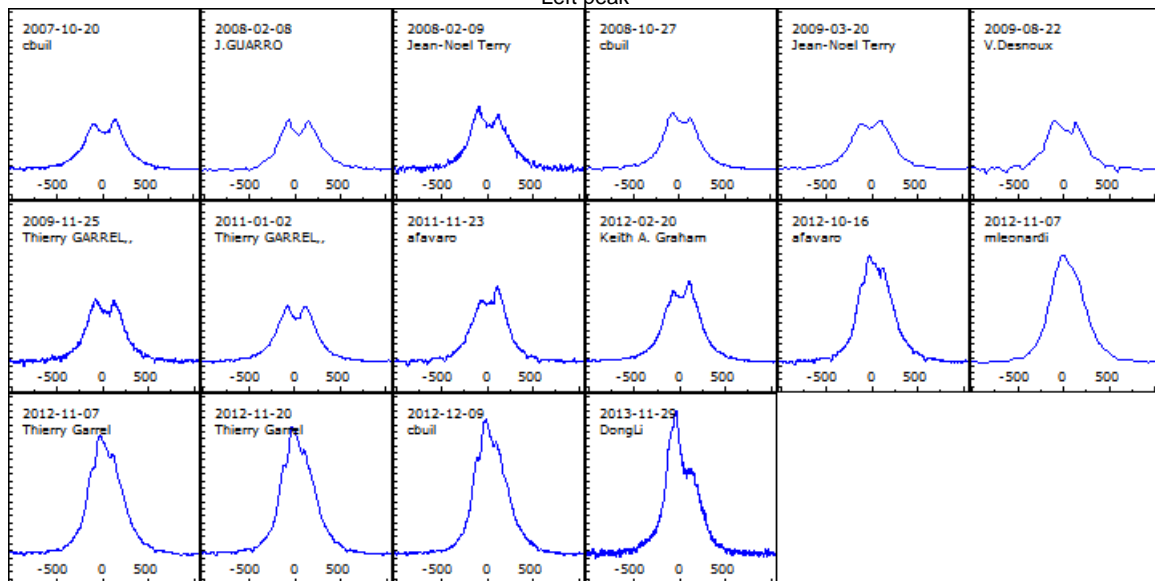 Left peak
2007-10-20
cbuil
-500 0 500
2008-02-08
J.GUARRO
-500 0 500
2008-02-09
Jean-Noel Terry
-500 0 500
2008-10-27
cbuil
-500 0 500
2009-03-20
Jean-Noel Terry
-500 0 500
2009-08-22
V.Desnoux
-500 0 500
2009-11-25
Thierry GARREL,,
-500 0 500
2011-01-02
Thierry GARREL,,
-500 0 500
2011-11-23
afavaro
-500 0 500
2012-02-20
Keith A. Graham
-500 0 500
2012-10-16
afavaro
-500 0 500
2012-11-07
mleonardi
-500 0 500
2012-11-07
Thierry Garrel
-500 0 500
2012-11-20
Thierry Garrel
-500 0 500
2012-12-09
cbuil
-500 0 500
2013-11-29
DongLi
-500 0 500